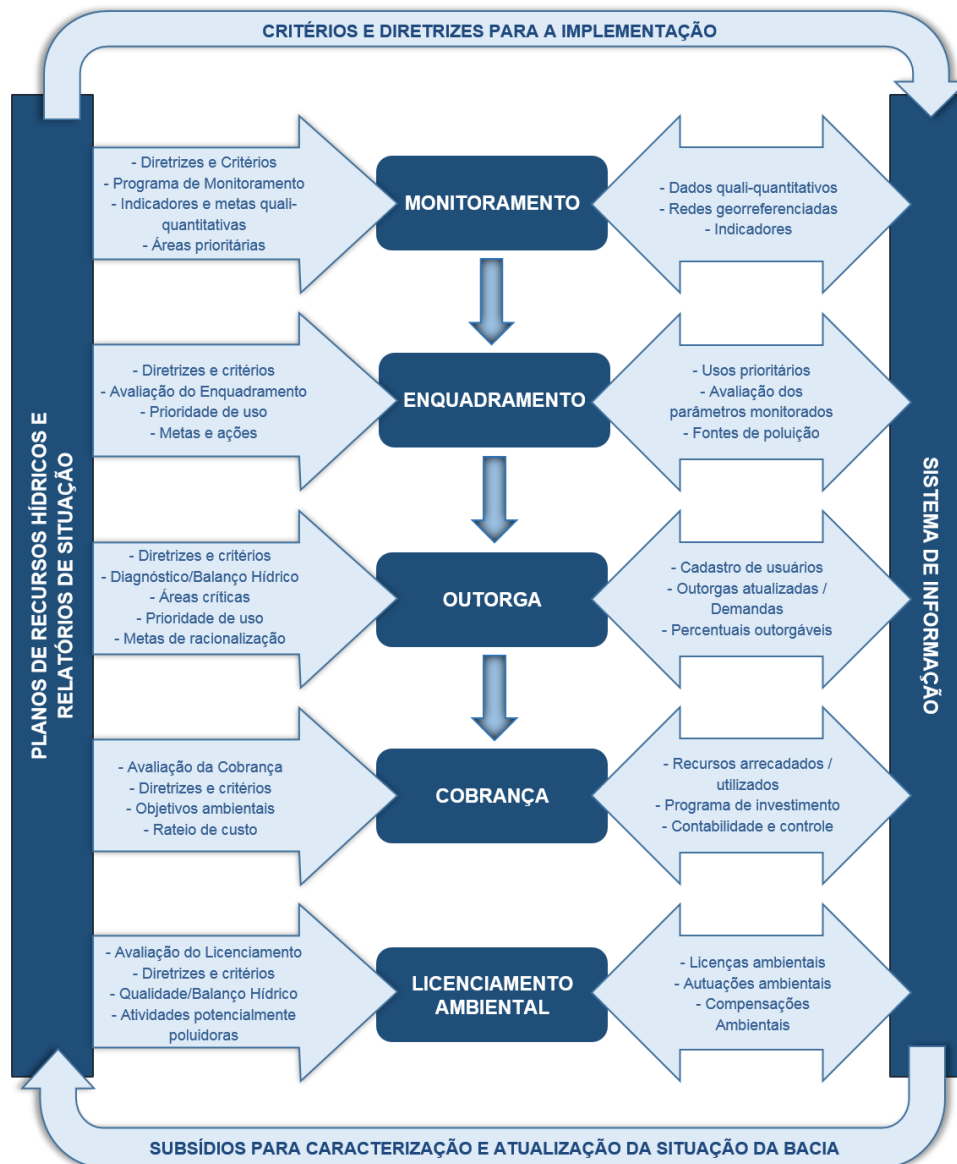 CRITÉRIOS E DIRETRIZES PARA A IMPLEMENTAÇÃO
PLANOS DE RECURSOS HÍDRICOS E
RELATÓRIOS DE SITUAÇÃO
- Diretrizes e Critérios
- Programa de Monitoramento
- Indicadores e metas quali-
quantitativas
- Áreas prioritárias
MONITORAMENTO
- Dados quali-quantitativos
- Redes georreferenciadas
- Indicadores
- Diretrizes e critérios
- Avaliação do Enquadramento
- Prioridade de uso
- Metas e ações
ENQUADRAMENTO
- Usos prioritários
- Avaliação dos
parâmetros monitorados
- Fontes de poluição
- Diretrizes e critérios
- Diagnóstico/Balanço Hídrico
- Áreas críticas
- Prioridade de uso
- Metas de racionalização
OUTORGA
- Cadastro de usuários
- Outorgas atualizadas /
Demandas
- Percentuais outorgáveis
- Avaliação da Cobrança
- Diretrizes e critérios
- Objetivos ambientais
- Rateio de custo
COBRANÇA
- Recursos arrecadados /
utilizados
- Programa de investimento
- Contabilidade e controle
- Avaliação do Licenciamento
- Diretrizes e critérios
- Qualidade/Balanço Hídrico
- Atividades potencialmente
poluidoras
LICENCIAMENTO
AMBIENTAL
- Licenças ambientais
- Autuações ambientais
- Compensações
Ambientais
SISTEMA DE INFORMAÇÃO
SUBSÍDIOS PARA CARACTERIZAÇÃO E ATUALIZAÇÃO DA SITUAÇÃO DA BACIA